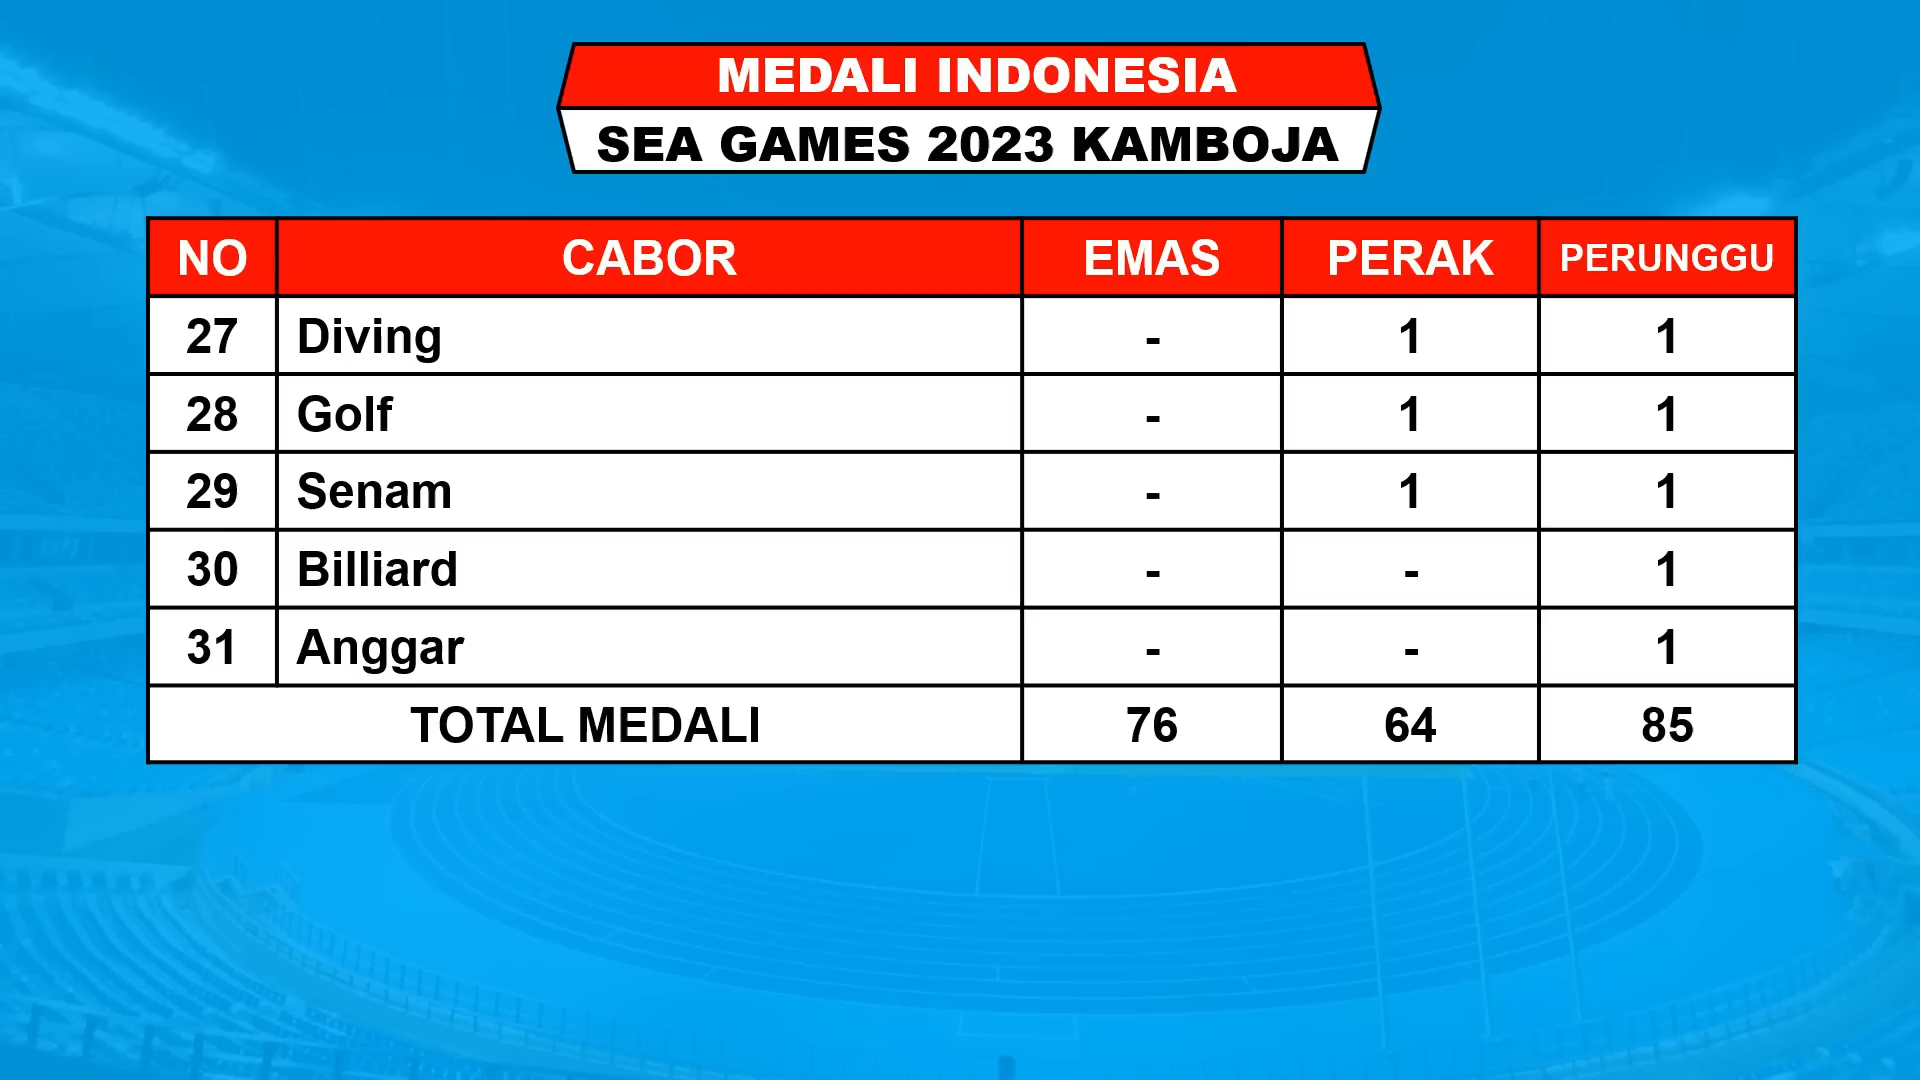 MEDALI INDONESIA
SEA GAMES 2023 KAMBOJA
NO CABOR EMAS PERAK PERUNGGU
27 Diving - 1 1
28 Golf - 1 1
29 Senam - 1 1
30 Billiard - - 1
31 Anggar - - 1
TOTAL MEDALI 76 64 85